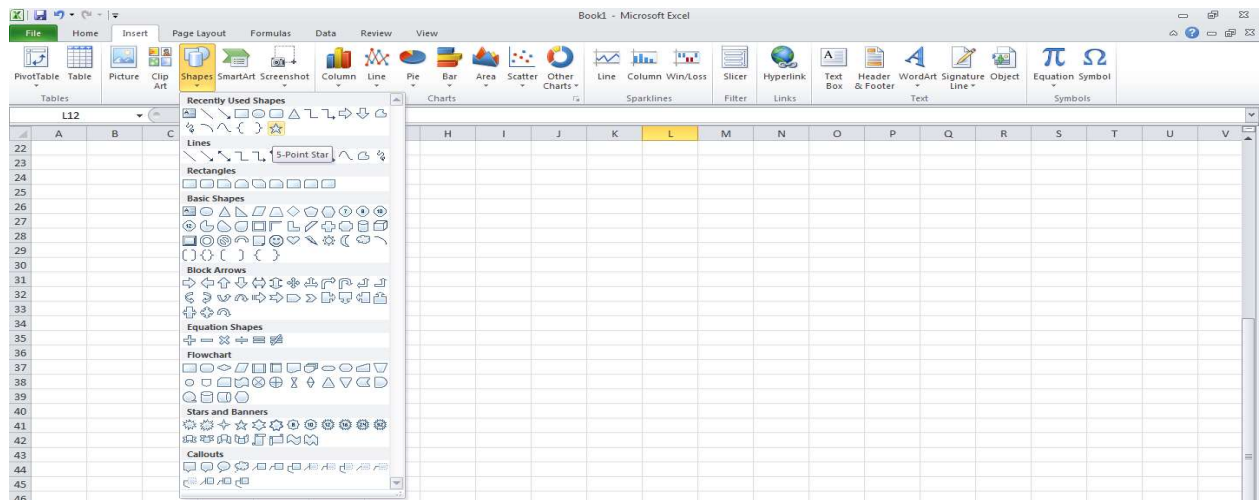 Book1 - Microsoft Excel
File Home Insert Page Layout Formulas Data Review View
PivotTable Table Picture Clip Art Shapes SmartArt Screenshot Column Line Pie Bar Area Scatter Other Charts Line Column Win/Loss Slicer Hyperlink Text Box Header & Footer WordArt Signature Line Object Equation Symbol
Tables Charts Sparklines Filter Links Text Symbols
L12
A B C H I J K L M N O P Q R S T U V
Recently Used Shapes
Lines
5-Point Star
Rectangles
Basic Shapes
Block Arrows
Equation Shapes
Flowchart
Stars and Banners
Callouts
22
23
24
25
26
27
28
29
30
31
32
33
34
35
36
37
38
39
40
41
42
43
44
45
46